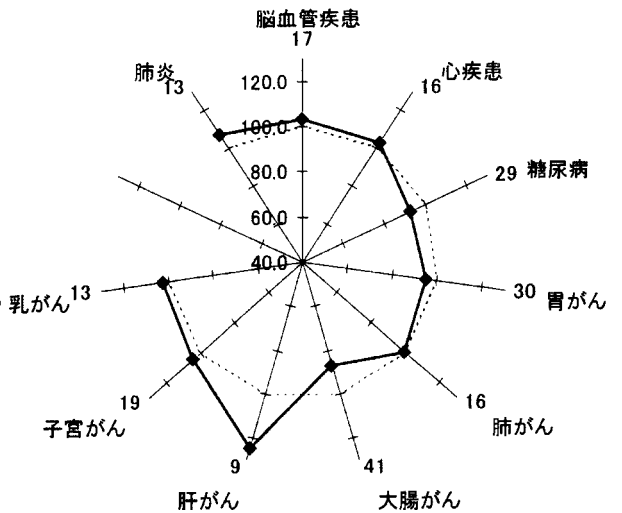 脳血管疾患
17
肺炎
13
心疾患
16
120.0
100.0
80.0
60.0
40.0
29 糖尿病
30 胃がん
16
肺がん
41
大腸がん
9
肝がん
19
子宮がん
乳がん 13